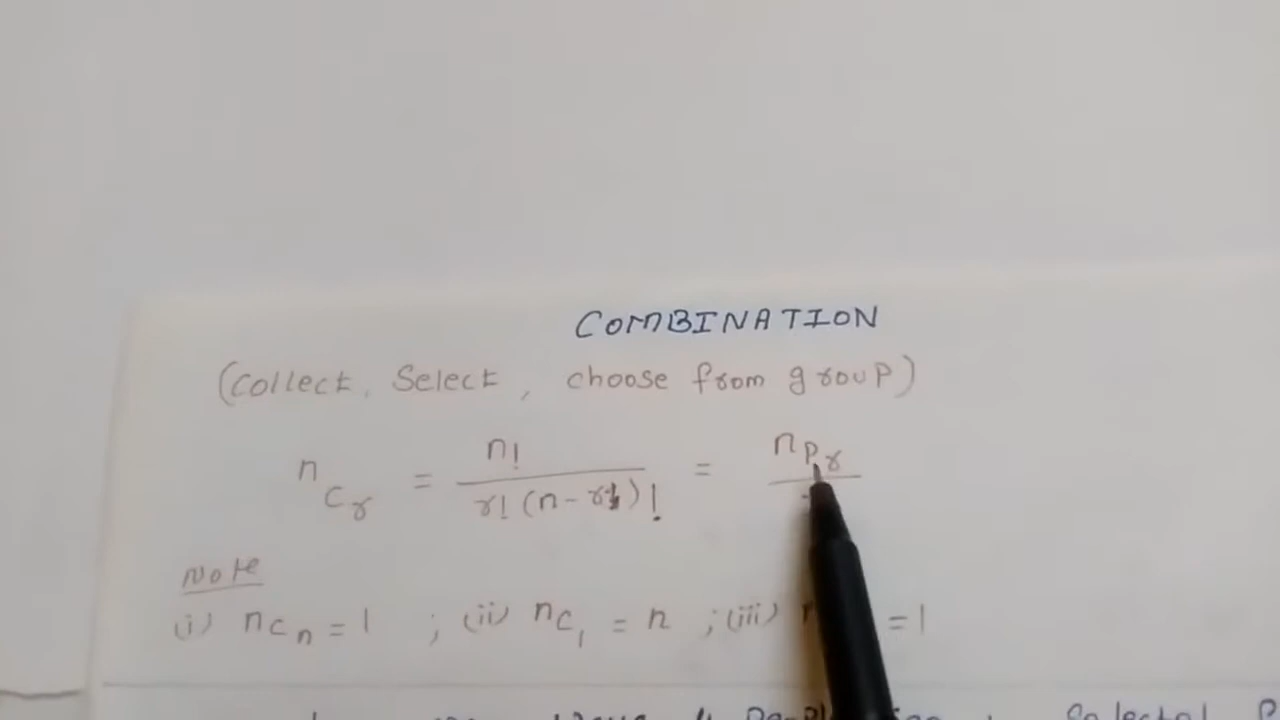 COMBINATION
(Collect, Select, choose from group)
nCr = n! / r! (n-r)! = nPr
Note
(i) nCn = 1 ; (ii) nC1 = n ; (iii) = 1